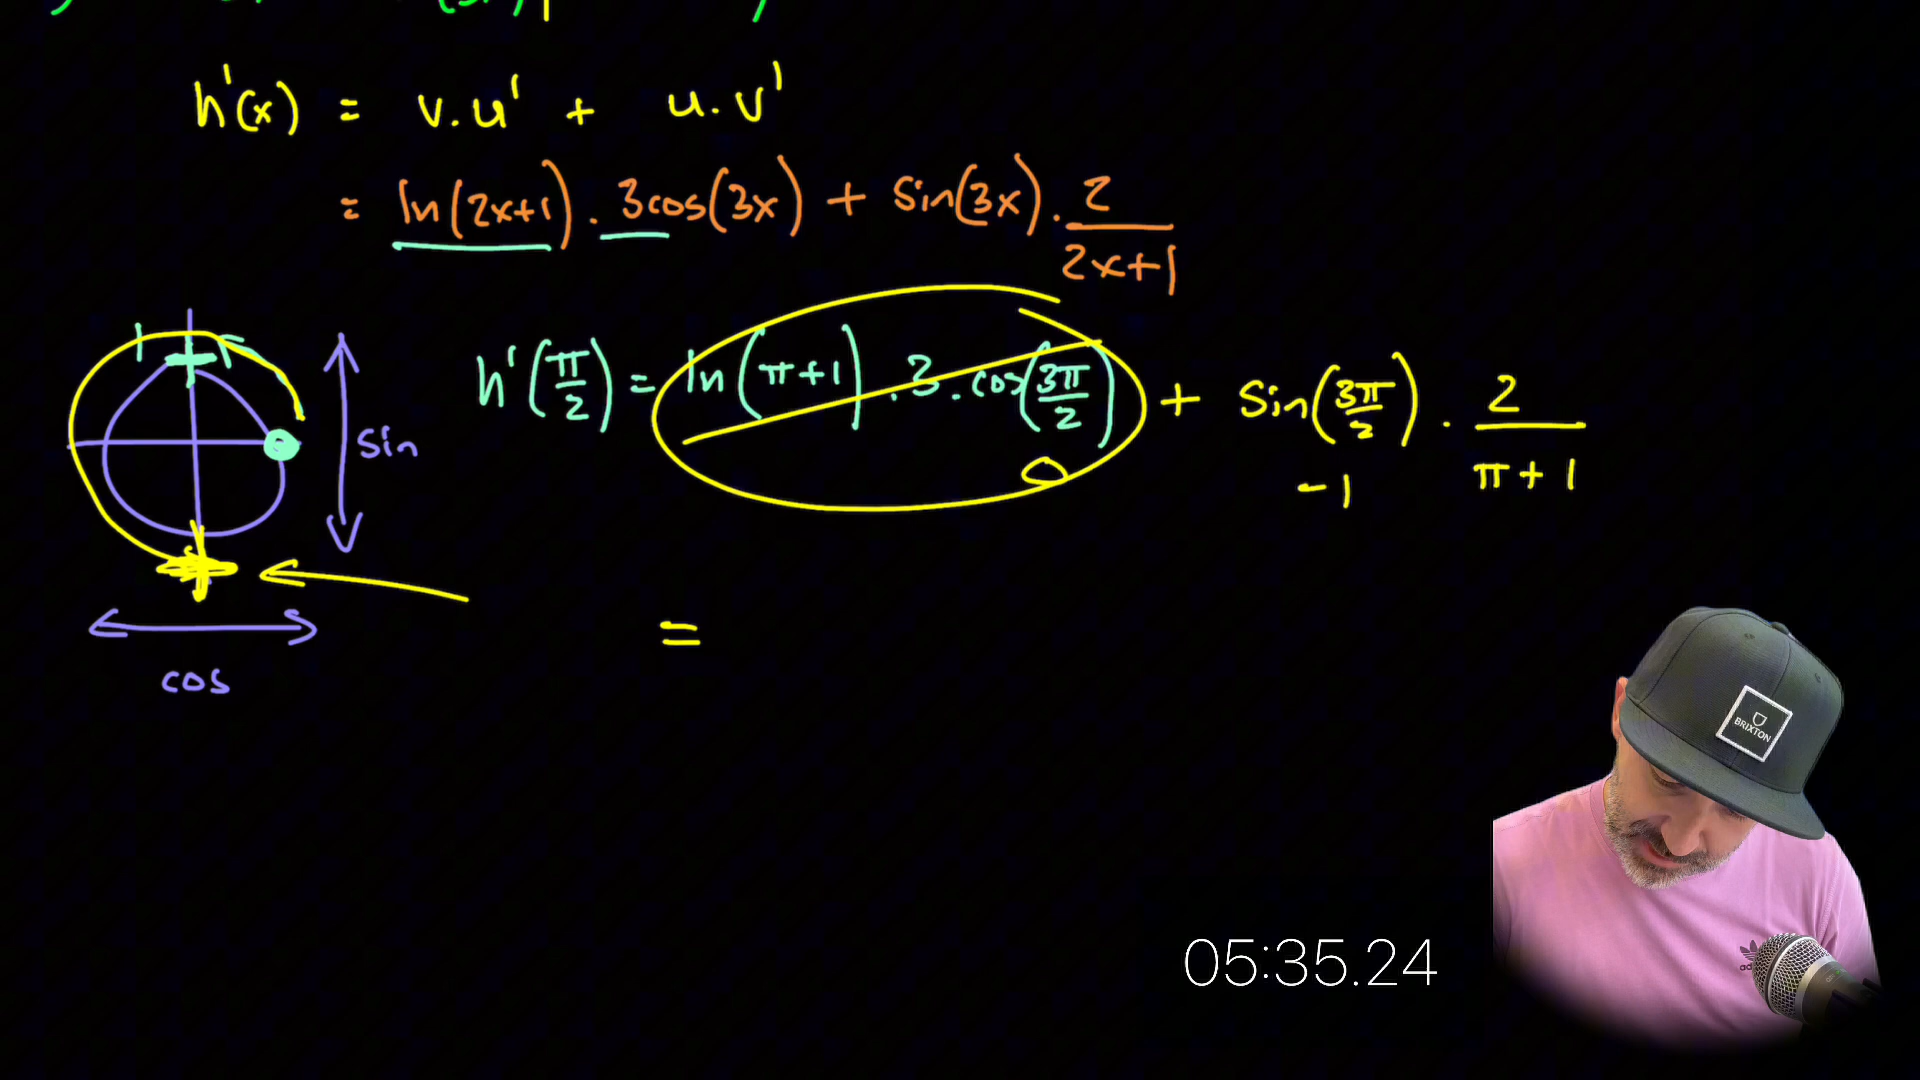 h'(x) = v.u' + u.v'
= ln(2x+1) . 3cos(3x) + sin(3x) . 2/(2x+1)
h'(π/2) = ln(π+1) . 3 . cos(3π/2) + sin(3π/2) . 2/(π+1)
0
-1
sin
=
cos
BRIXTON
05:35.24